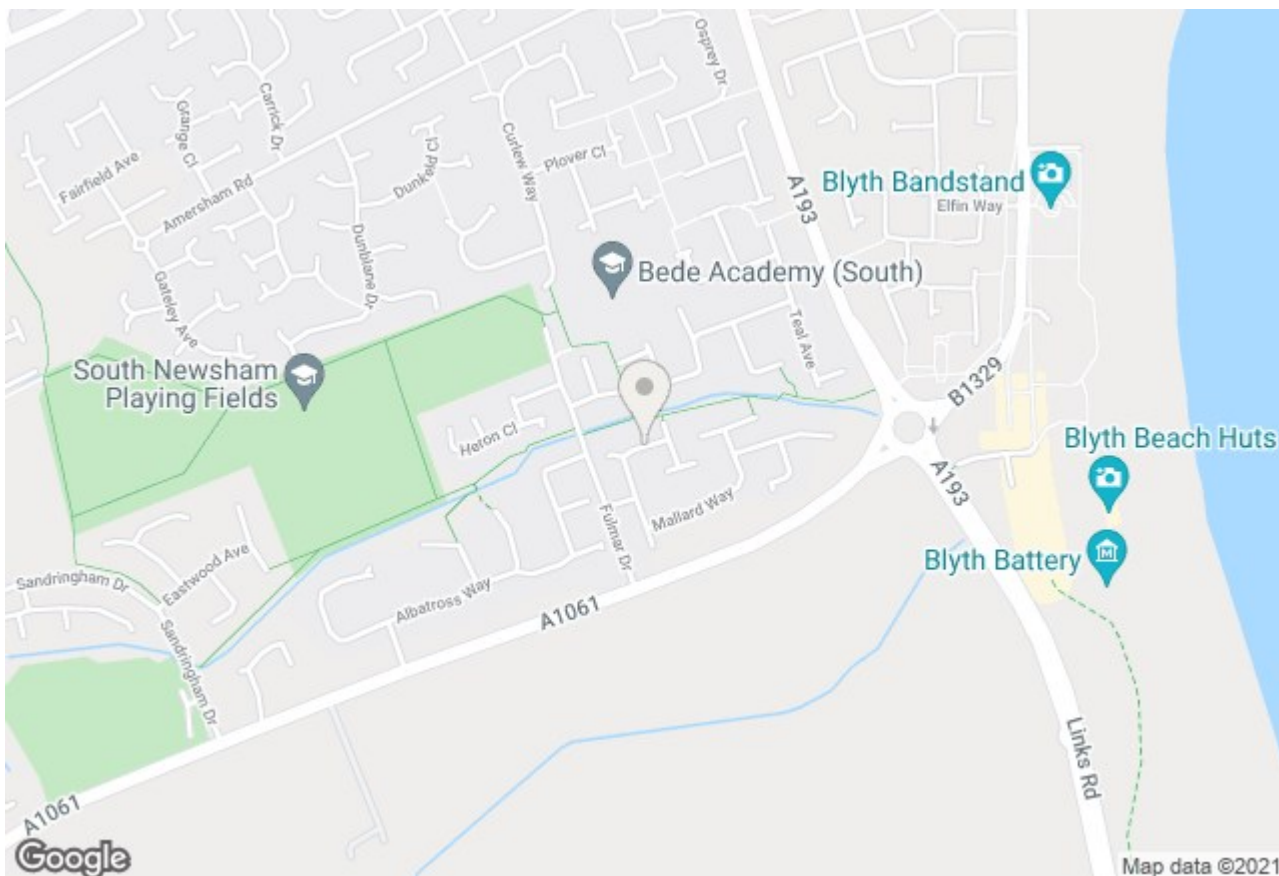 Osprey Dr
Carrick Dr
Grange Cl
Curlew Way
Plover Cl
Fairfield Ave
Dunkeld Cl
Amersham Rd
A193
Blyth Bandstand
Elfin Way
Dunblane Dr
Gateley Ave
Bede Academy (South)
Teal Ave
South Newsham
Playing Fields
B1329
Heton Cl
Blyth Beach Huts
A193
Mallard Way
Fulmar Dr
Eastwood Ave
Blyth Battery
Sandringham Dr
Albatross Way
A1061
Sandringham Dr
Links Rd
A1061
Google
Map data ©2021